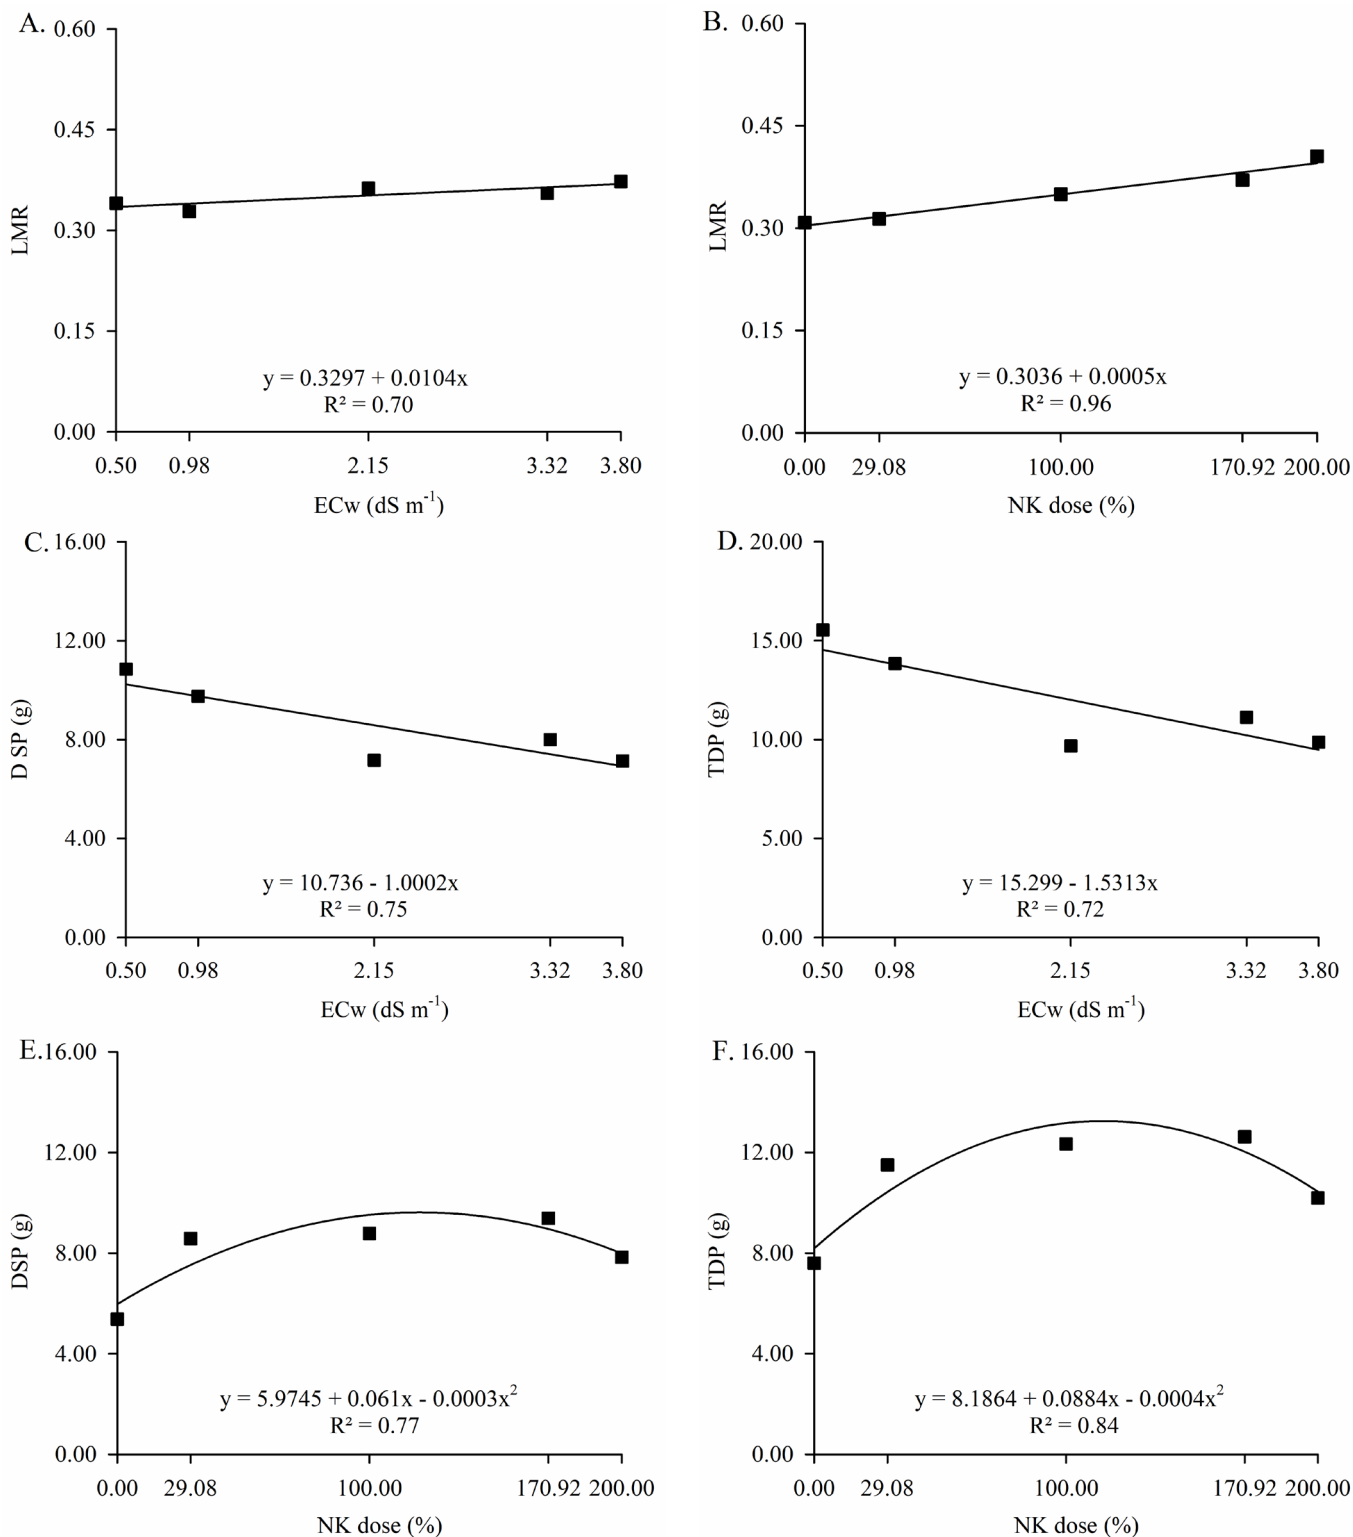 A.
0.60
0.45
0.30
0.15
0.00
LMR
y = 0.3297 + 0.0104x
R² = 0.70
0.50 0.98 2.15 3.32 3.80
ECw (dS m⁻¹)
B.
0.60
0.45
0.30
0.15
0.00
LMR
y = 0.3036 + 0.0005x
R² = 0.96
0.00 29.08 100.00 170.92 200.00
NK dose (%)
C.
16.00
12.00
8.00
4.00
0.00
D SP (g)
y = 10.736 - 1.0002x
R² = 0.75
0.50 0.98 2.15 3.32 3.80
ECw (dS m⁻¹)
D.
20.00
15.00
10.00
5.00
0.00
TDP (g)
y = 15.299 - 1.5313x
R² = 0.72
0.50 0.98 2.15 3.32 3.80
ECw (dS m⁻¹)
E.
16.00
12.00
8.00
4.00
0.00
DSP (g)
y = 5.9745 + 0.061x - 0.0003x²
R² = 0.77
0.00 29.08 100.00 170.92 200.00
NK dose (%)
F.
16.00
12.00
8.00
4.00
0.00
TDP (g)
y = 8.1864 + 0.0884x - 0.0004x²
R² = 0.84
0.00 29.08 100.00 170.92 200.00
NK dose (%)